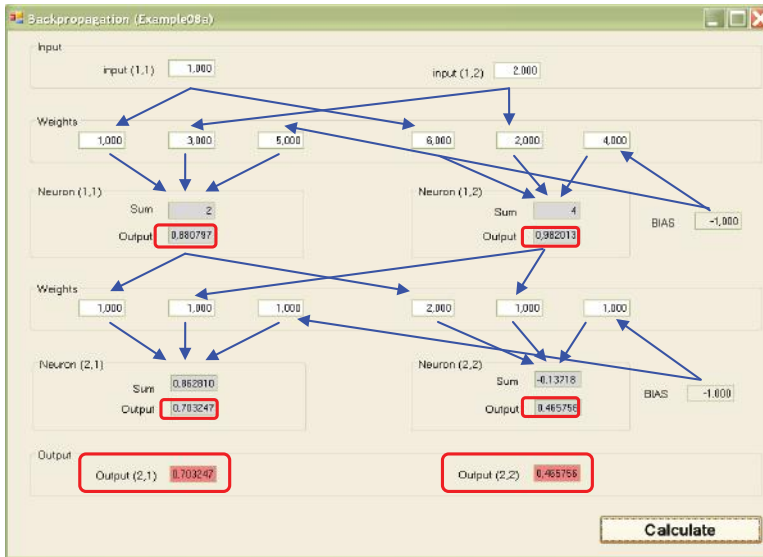 Backpropagation (Example08a)
Input
input (1,1) 1,000 input (1,2) 2,000
Weights
1,000 3,000 5,000 6,000 2,000 4,000
Neuron (1,1) Neuron (1,2)
Sum 2 Sum 4 BIAS -1,000
Output 0,880797 Output 0,982013
Weights
1,000 1,000 1,000 2,000 1,000 1,000
Neuron (2,1) Neuron (2,2)
Sum 0,862810 Sum -0,13718 BIAS -1,000
Output 0,703247 Output 0,465756
Output
Output (2,1) 0,703247 Output (2,2) 0,465756
Calculate